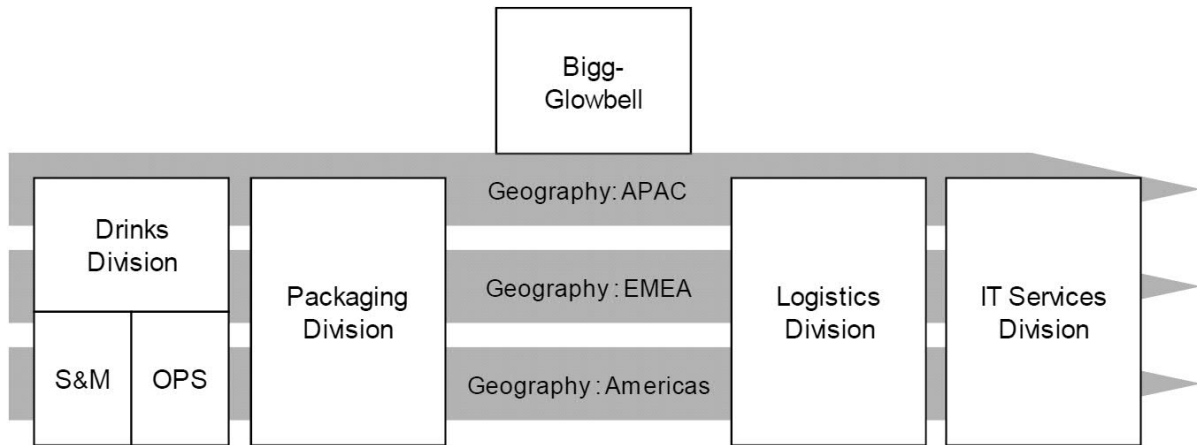 Bigg-
Glowbell
Geography: APAC
Drinks
Division
Packaging
Division
Geography : EMEA
Logistics
Division
IT Services
Division
S&M
OPS
Geography : Americas